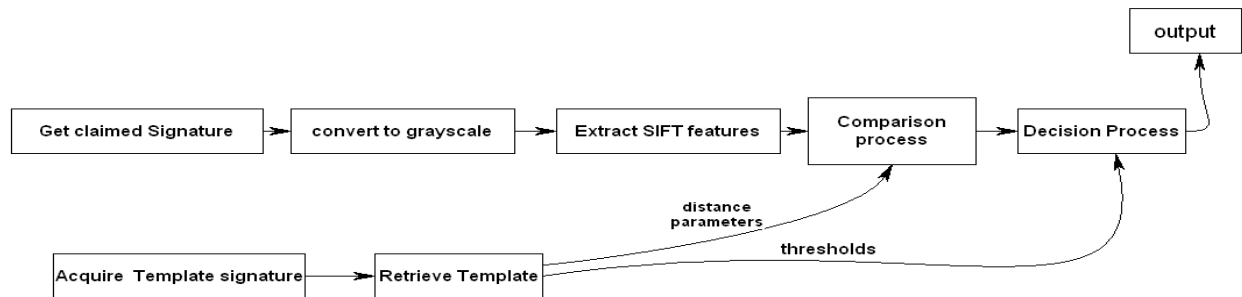 output
Get claimed Signature
convert to grayscale
Extract SIFT features
Comparison
process
Decision Process
distance
parameters
thresholds
Acquire Template signature
Retrieve Template